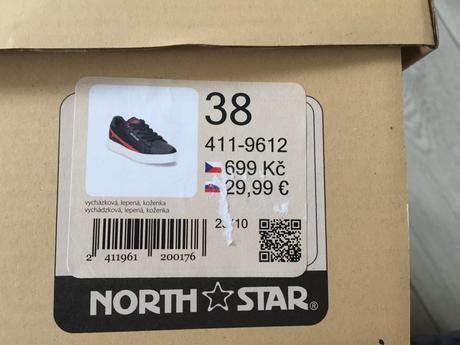 38
411-9612
699 Kč
29,99 €
vycházková, lepená, koženka
vychádzková, lepená, koženka
2 411961 200176
NORTH STAR®